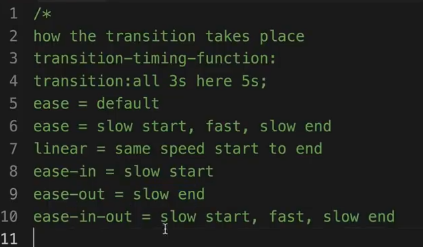 1 /*
2 how the transition takes place
3 transition-timing-function:
4 transition:all 3s here 5s;
5 ease = default
6 ease = slow start, fast, slow end
7 linear = same speed start to end
8 ease-in = slow start
9 ease-out = slow end
10 ease-in-out = slow start, fast, slow end
11